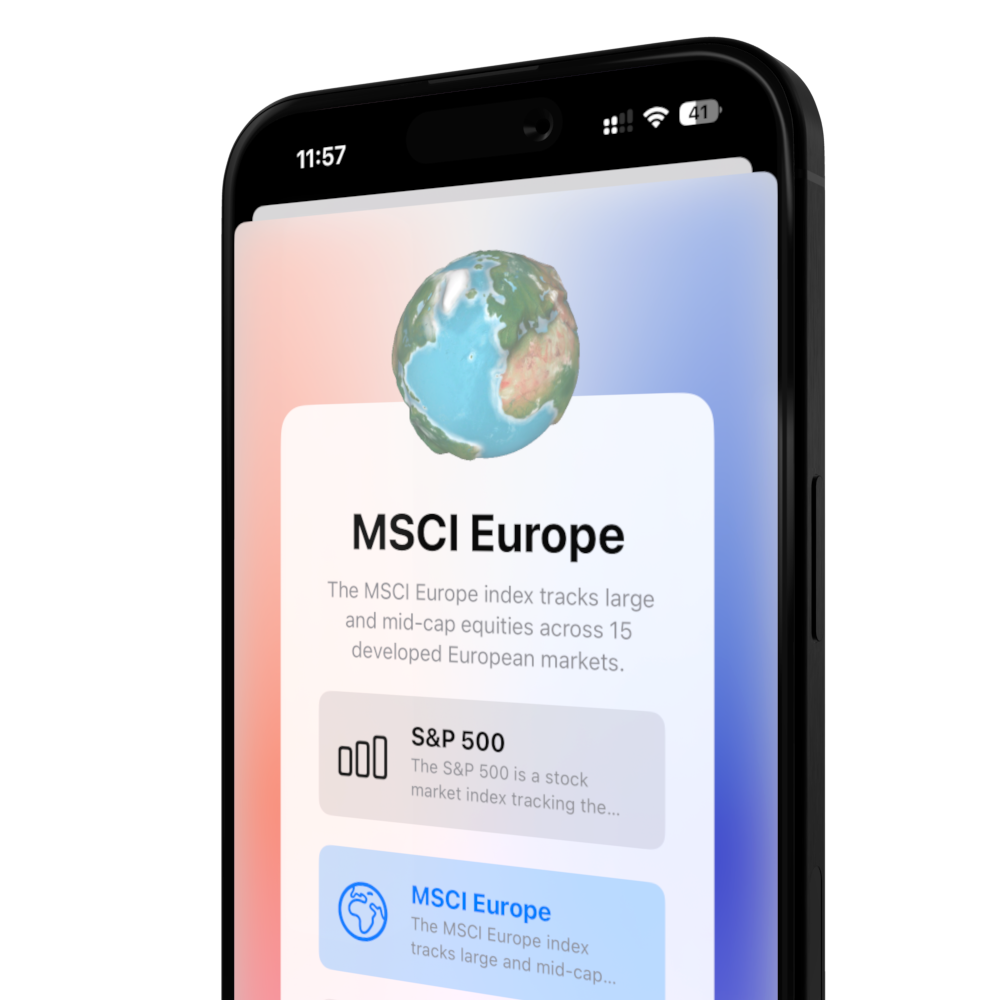 11:57
41
MSCI Europe
The MSCI Europe index tracks large
and mid-cap equities across 15
developed European markets.
S&P 500
The S&P 500 is a stock
market index tracking the...
MSCI Europe
The MSCI Europe index
tracks large and mid-cap...